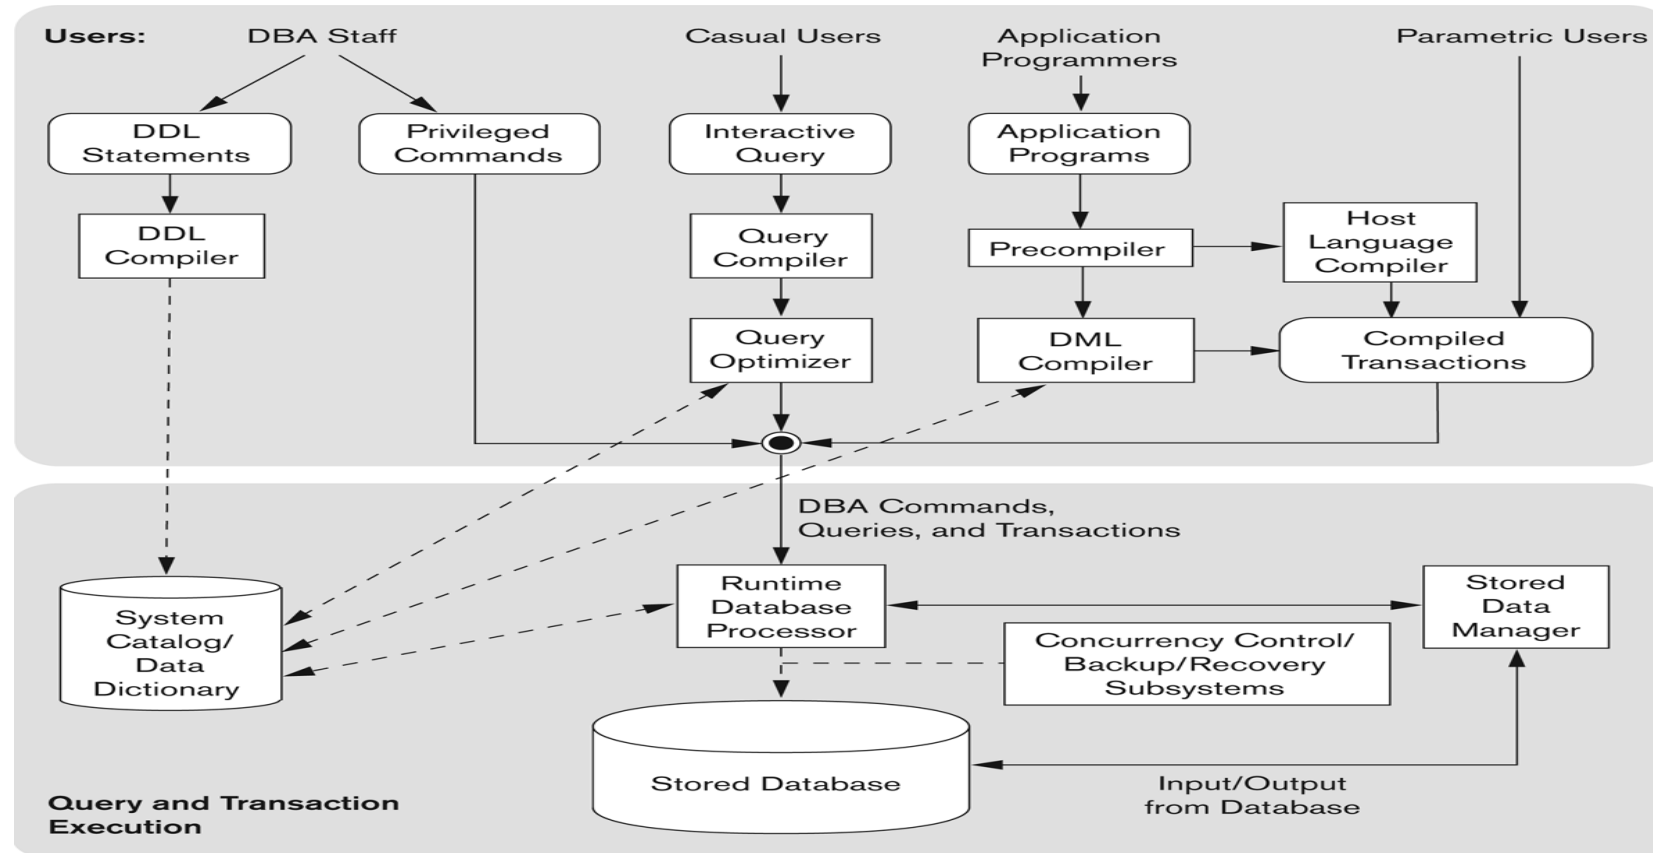 Users:
DBA Staff
Casual Users
Application
Programmers
Parametric Users
DDL
Statements
Privileged
Commands
Interactive
Query
Application
Programs
DDL
Compiler
Query
Compiler
Precompiler
Host
Language
Compiler
Query
Optimizer
DML
Compiler
Compiled
Transactions
DBA Commands,
Queries, and Transactions
System
Catalog/
Data
Dictionary
Runtime
Database
Processor
Stored
Data
Manager
Concurrency Control/
Backup/Recovery
Subsystems
Stored Database
Input/Output
from Database
Query and Transaction
Execution